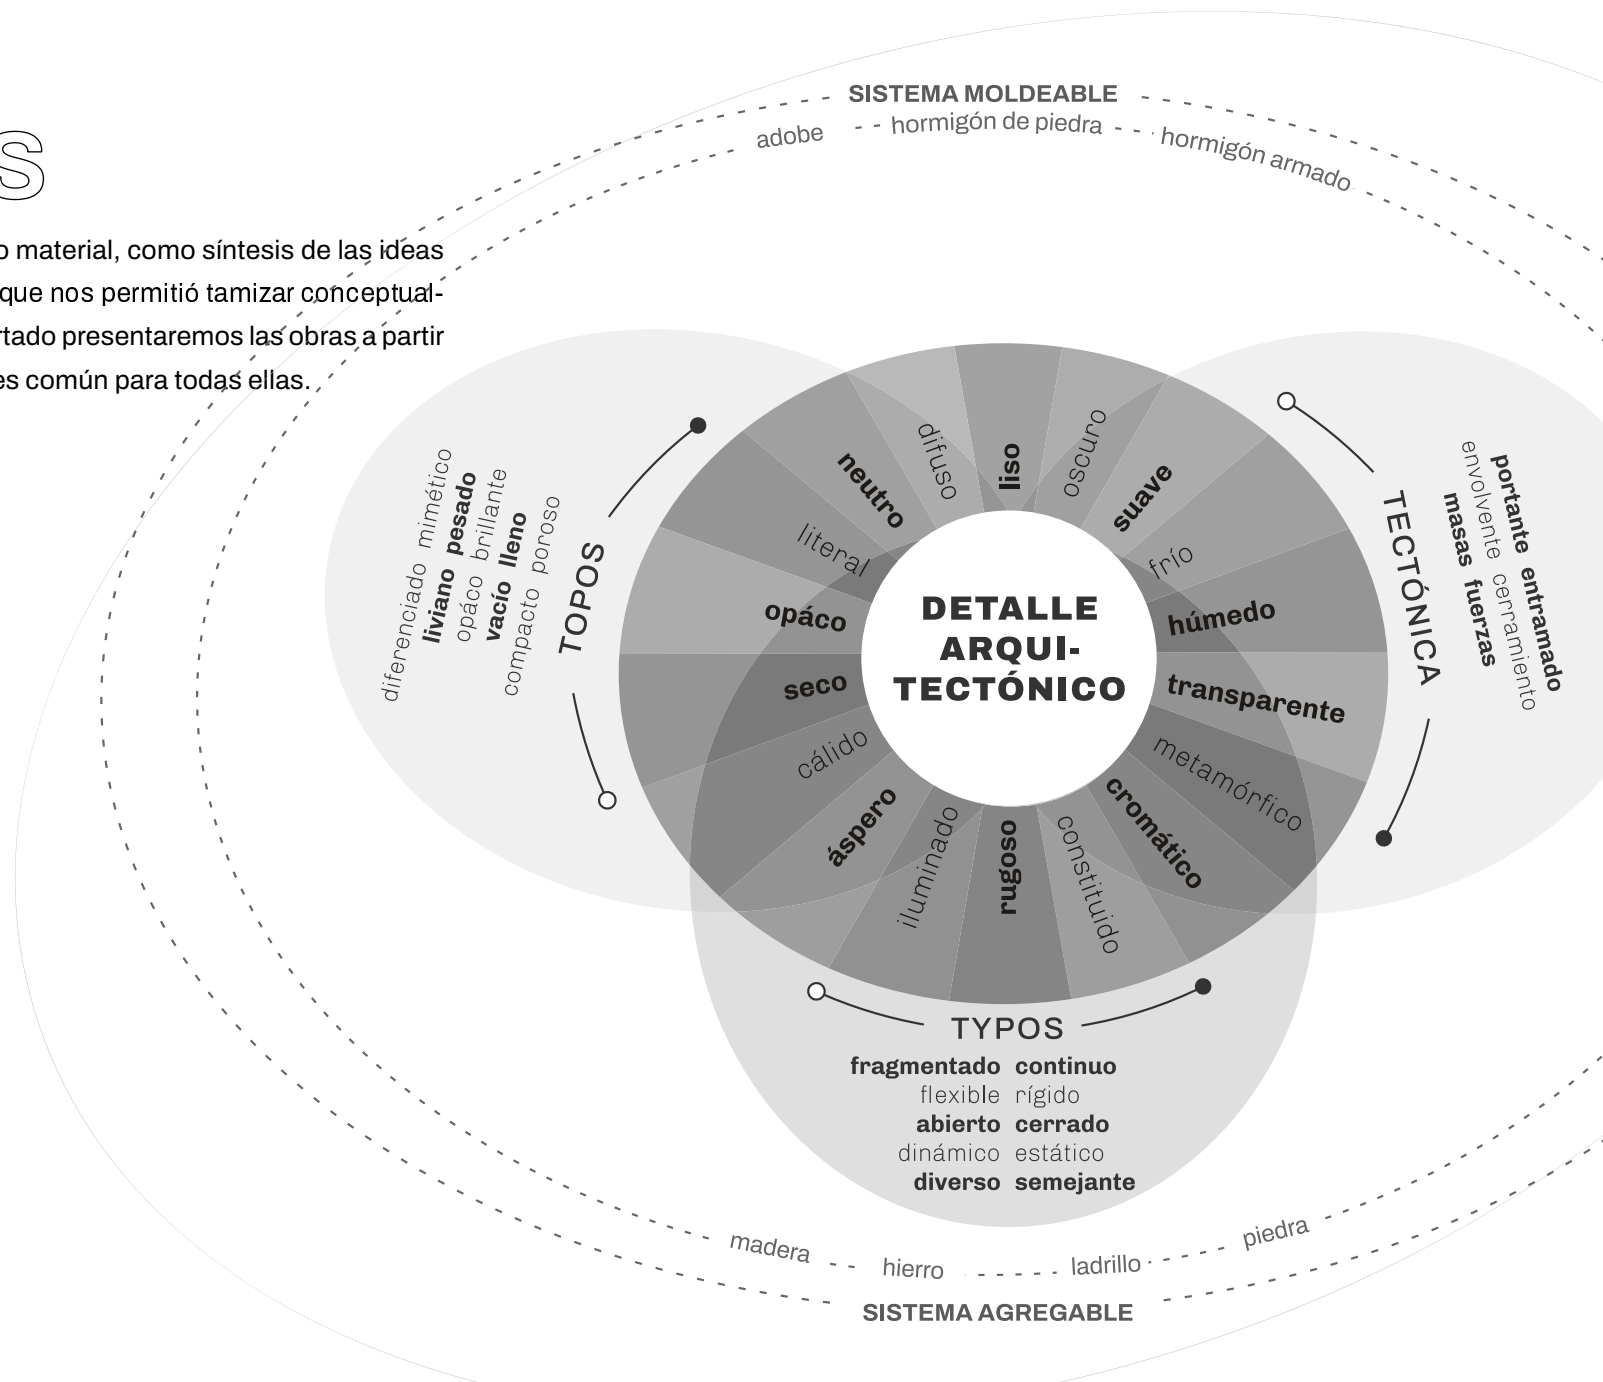 S
o material, como síntesis de las ideas
que nos permitió tamizar conceptual-
rtado presentaremos las obras a partir
es común para todas ellas.
SISTEMA MOLDEABLE
adobe
hormigón de piedra
hormigón armado
TOPOS
diferenciado mimético
liviano pesado
opáco brillante
vacío lleno
compacto poroso
TECTÓNICA
portante entramado
envolvente cerramiento
masas fuerzas
DETALLE
ARQUI-
TECTÓNICO
liso
oscuro
suave
frío
húmedo
transparente
metamórfico
cromático
constituido
rugoso
iluminado
áspero
cálido
seco
opáco
literal
neutro
difuso
TYPOS
fragmentado continuo
flexible rígido
abierto cerrado
dinámico estático
diverso semejante
madera
hierro
ladrillo
piedra
SISTEMA AGREGABLE